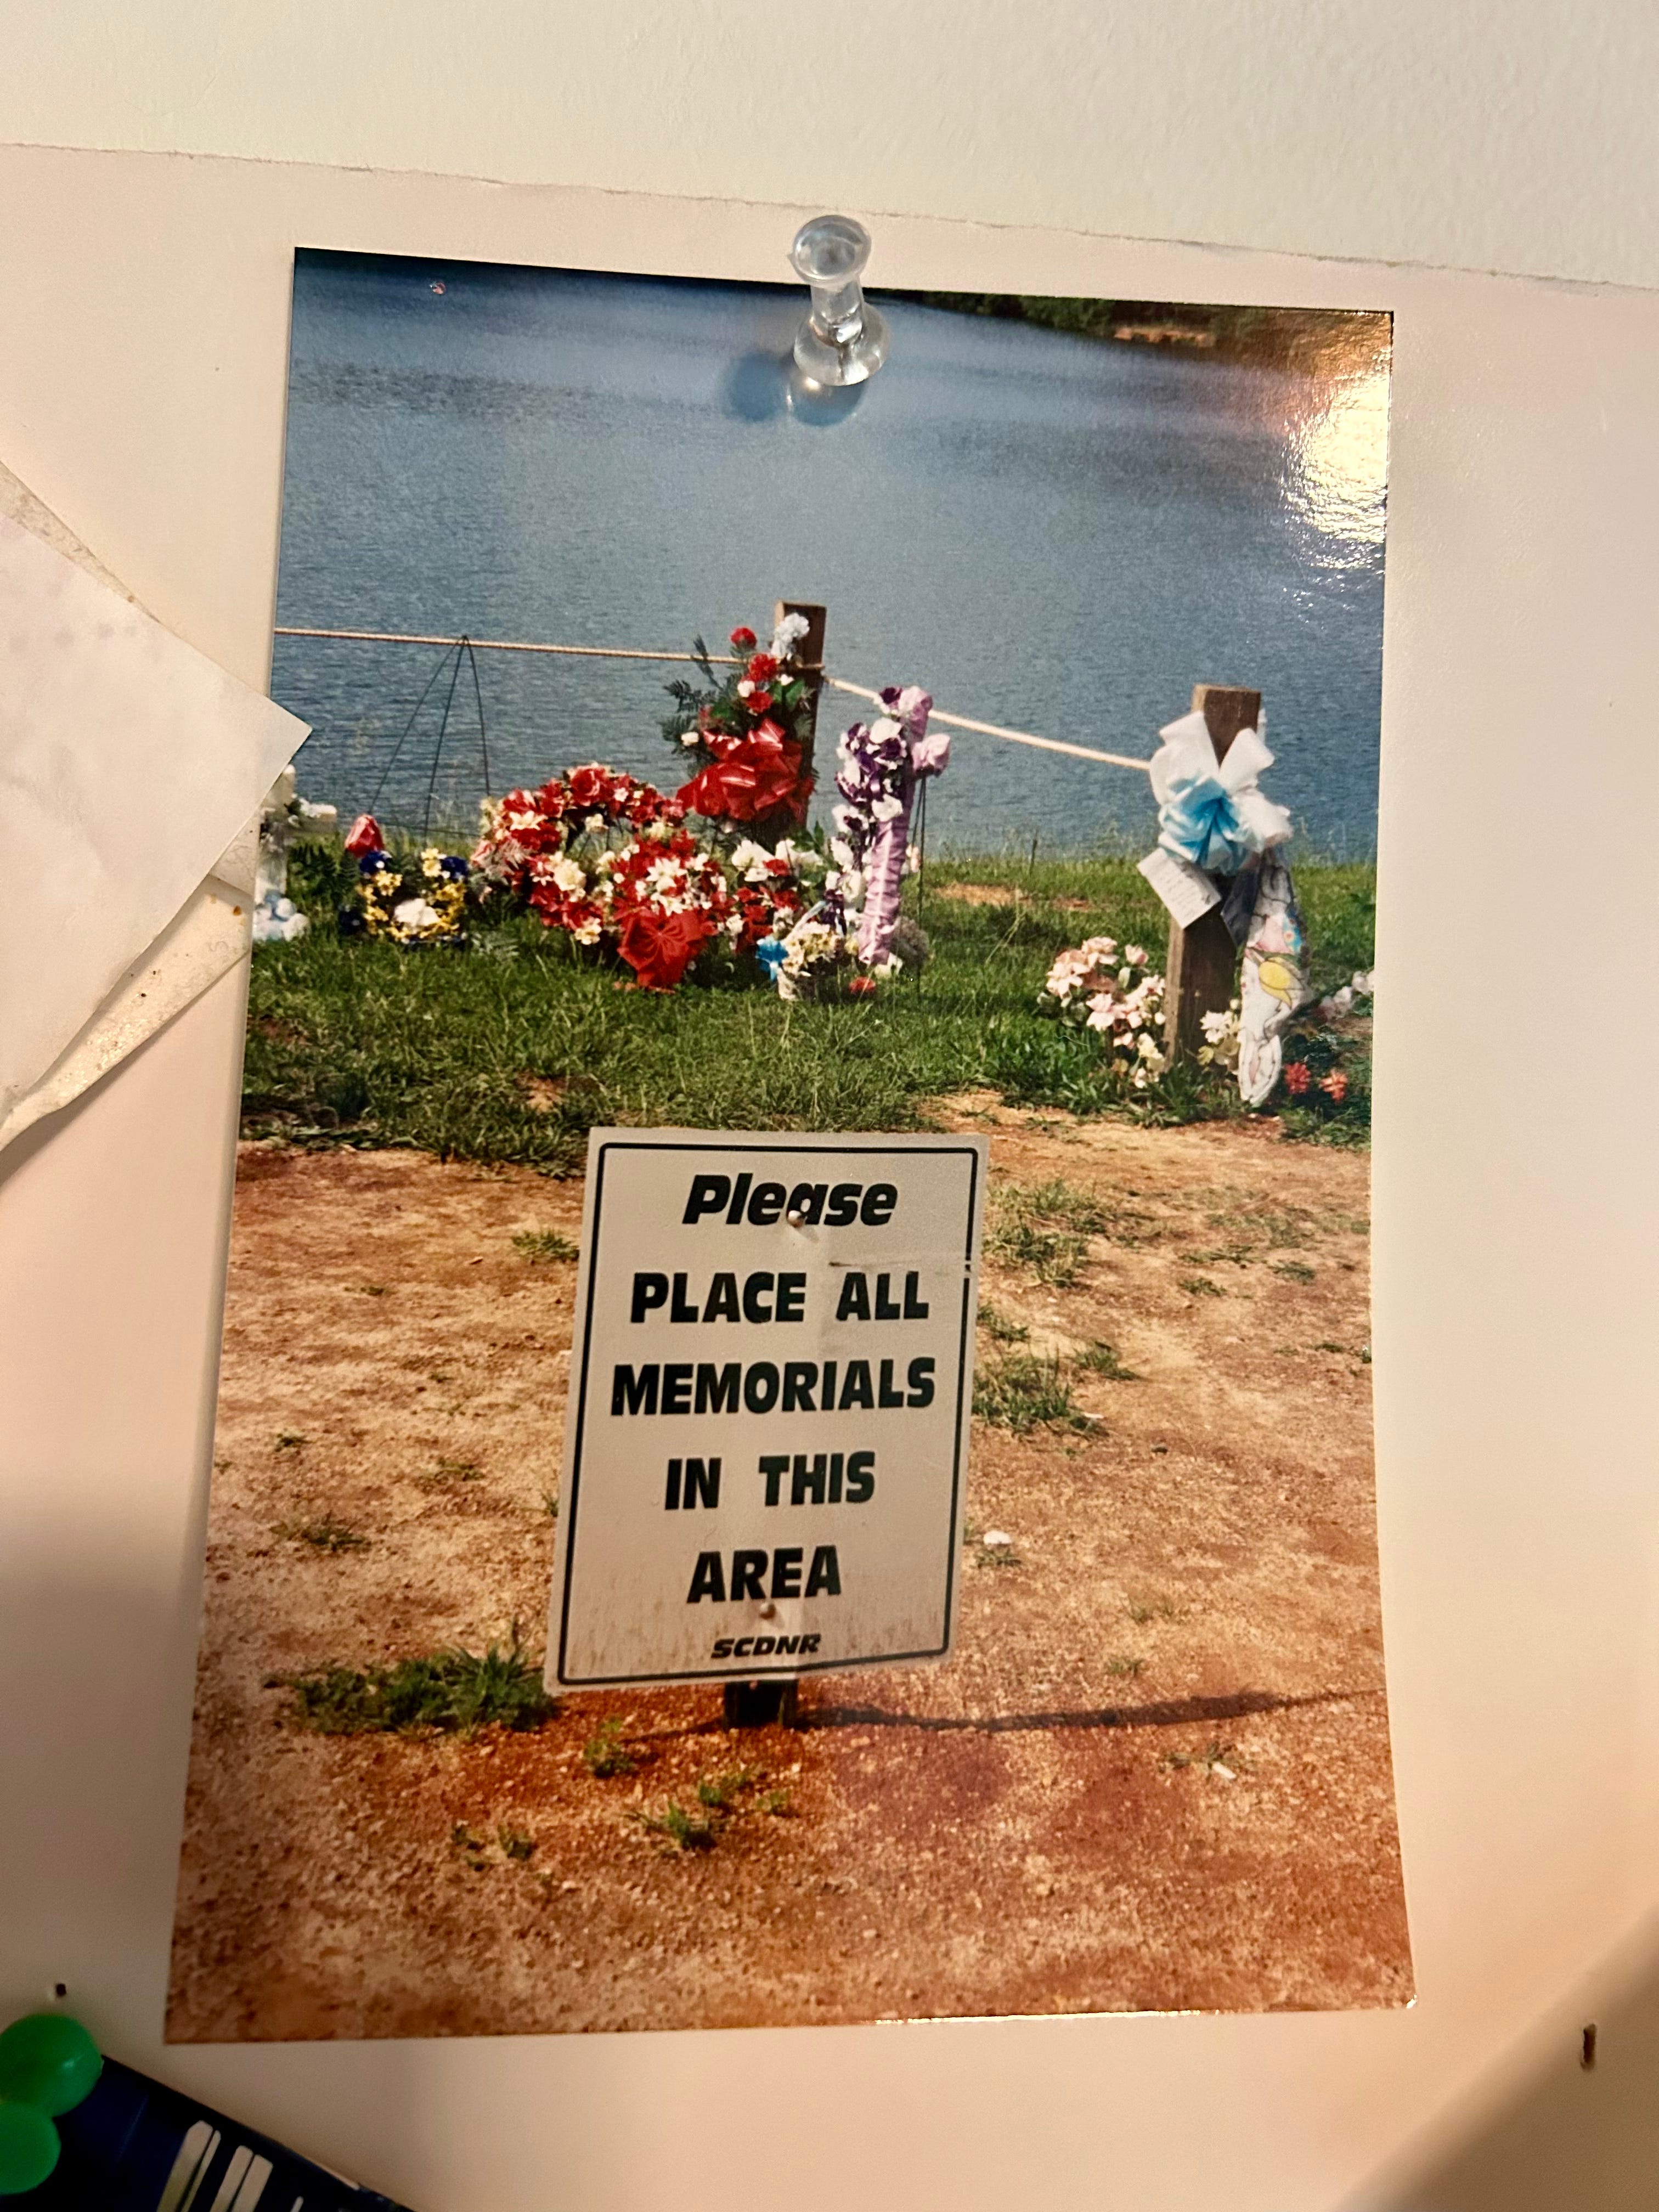 Please
PLACE ALL
MEMORIALS
IN THIS
AREA
SCDNR